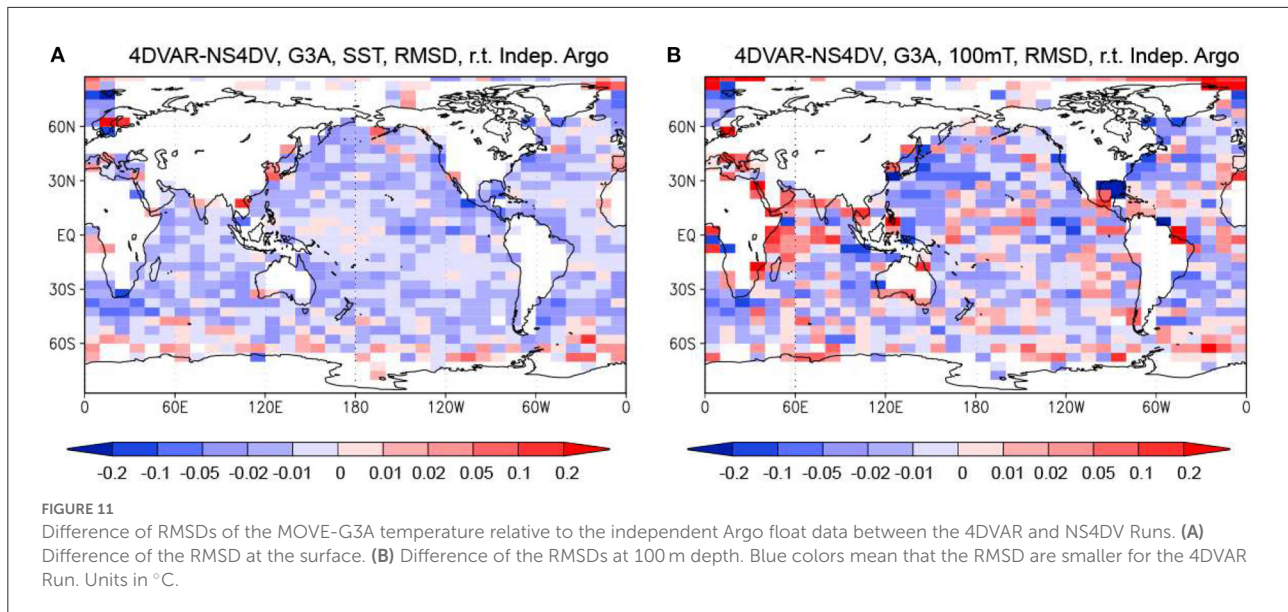 A
4DVAR-NS4DV, G3A, SST, RMSD, r.t. Indep. Argo
60N
30N
EQ
30S
60S
0 60E 120E 180 120W 60W 0
-0.2 -0.1 -0.05 -0.02 -0.01 0 0.01 0.02 0.05 0.1 0.2
B
4DVAR-NS4DV, G3A, 100mT, RMSD, r.t. Indep. Argo
60N
30N
EQ
30S
60S
0 60E 120E 180 120W 60W 0
-0.2 -0.1 -0.05 -0.02 -0.01 0 0.01 0.02 0.05 0.1 0.2
FIGURE 11
Difference of RMSDs of the MOVE-G3A temperature relative to the independent Argo float data between the 4DVAR and NS4DV Runs. (A)
Difference of the RMSD at the surface. (B) Difference of the RMSDs at 100 m depth. Blue colors mean that the RMSD are smaller for the 4DVAR
Run. Units in °C.